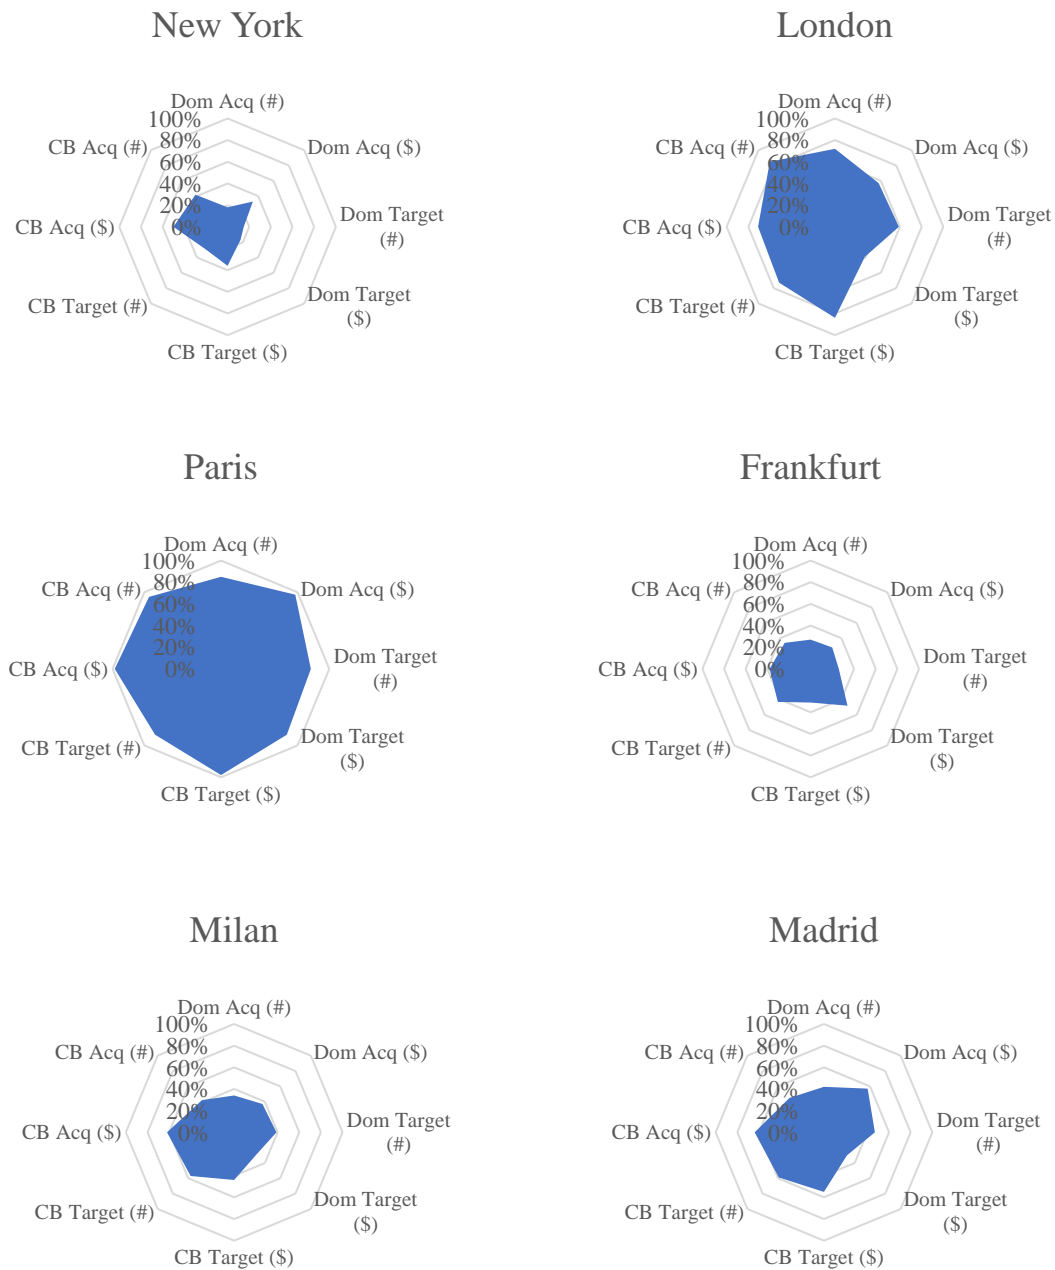 New York
Dom Acq (#)
100%
80%
60%
40%
20%
0%
Dom Acq ($)
Dom Target
(#)
Dom Target
($)
CB Target ($)
CB Target (#)
CB Acq ($)
CB Acq (#)
London
Dom Acq (#)
100%
80%
60%
40%
20%
0%
Dom Acq ($)
Dom Target
(#)
Dom Target
($)
CB Target ($)
CB Target (#)
CB Acq ($)
CB Acq (#)
Paris
Dom Acq (#)
100%
80%
60%
40%
20%
0%
Dom Acq ($)
Dom Target
(#)
Dom Target
($)
CB Target ($)
CB Target (#)
CB Acq ($)
CB Acq (#)
Frankfurt
Dom Acq (#)
100%
80%
60%
40%
20%
0%
Dom Acq ($)
Dom Target
(#)
Dom Target
($)
CB Target ($)
CB Target (#)
CB Acq ($)
CB Acq (#)
Milan
Dom Acq (#)
100%
80%
60%
40%
20%
0%
Dom Acq ($)
Dom Target
(#)
Dom Target
($)
CB Target ($)
CB Target (#)
CB Acq ($)
CB Acq (#)
Madrid
Dom Acq (#)
100%
80%
60%
40%
20%
0%
Dom Acq ($)
Dom Target
(#)
Dom Target
($)
CB Target ($)
CB Target (#)
CB Acq ($)
CB Acq (#)